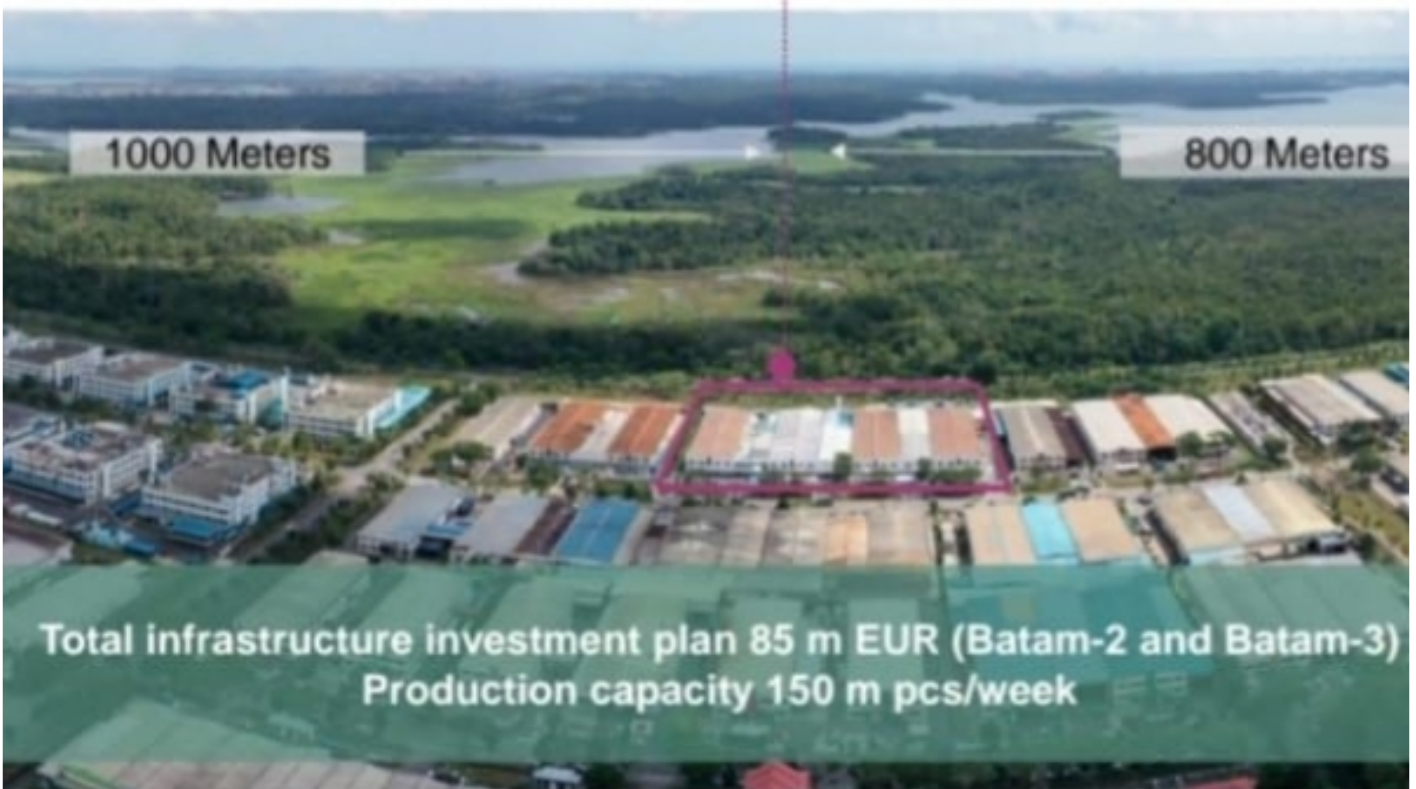 1000 Meters
800 Meters
Total infrastructure investment plan 85 m EUR (Batam-2 and Batam-3)
Production capacity 150 m pcs/week